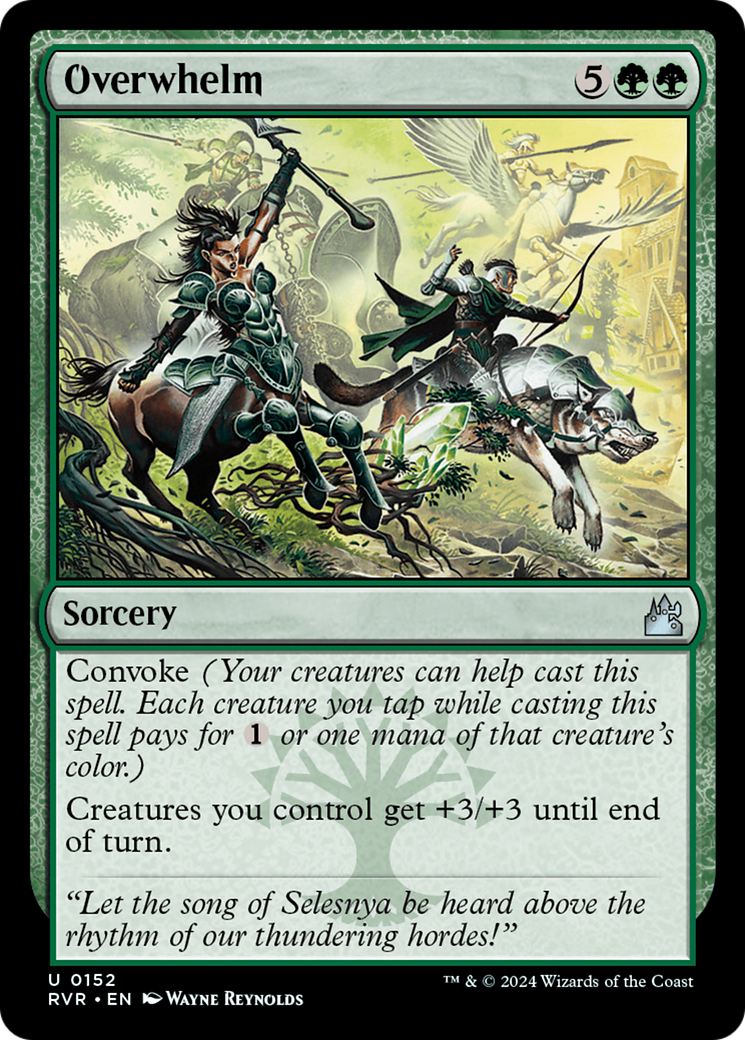 Overwhelm 5
Sorcery
Convoke (Your creatures can help cast this
spell. Each creature you tap while casting this
spell pays for 1 or one mana of that creature's
color.)
Creatures you control get +3/+3 until end
of turn.
“Let the song of Selesnya be heard above the
rhythm of our thundering hordes!”
U 0152
RVR • EN Wayne Reynolds
™ & © 2024 Wizards of the Coast